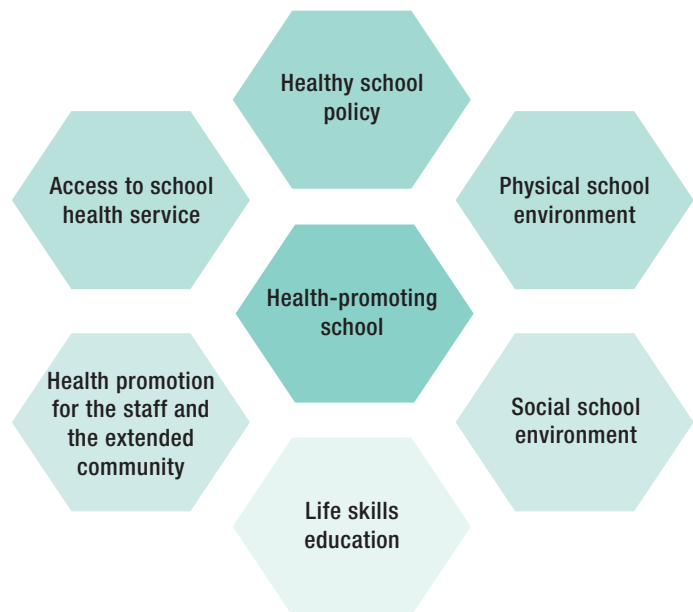 Healthy school
policy
Access to school
health service
Physical school
environment
Health-promoting
school
Health promotion
for the staff and
the extended
community
Social school
environment
Life skills
education